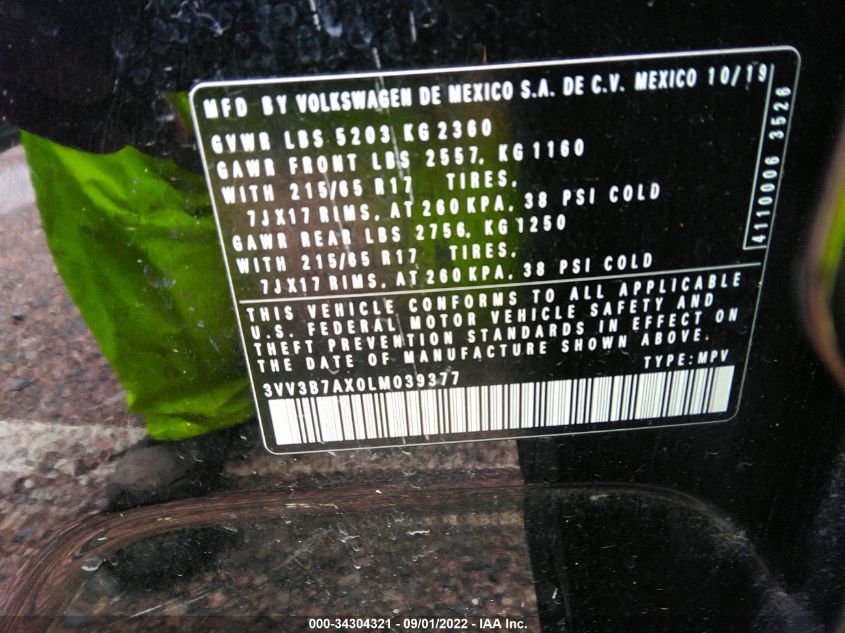 MFD BY VOLKSWAGEN DE MEXICO S.A. DE C.V. MEXICO 10/19
GVWR LBS 5203 KG 2360
GAWR FRONT LBS 2557, KG 1160
WITH 215/65 R17 TIRES,
7JX17 RIMS, AT 260 KPA, 38 PSI COLD
GAWR REAR LBS 2756, KG 1250
WITH 215/65 R17 TIRES,
7JX17 RIMS, AT 260 KPA, 38 PSI COLD
4110006 3526
THIS VEHICLE CONFORMS TO ALL APPLICABLE
U.S. FEDERAL MOTOR VEHICLE SAFETY AND
THEFT PREVENTION STANDARDS IN EFFECT ON
THE DATE OF MANUFACTURE SHOWN ABOVE.
3VV3B7AX0LM039377 TYPE: MPV
000-34304321 - 09/01/2022 - IAA Inc.